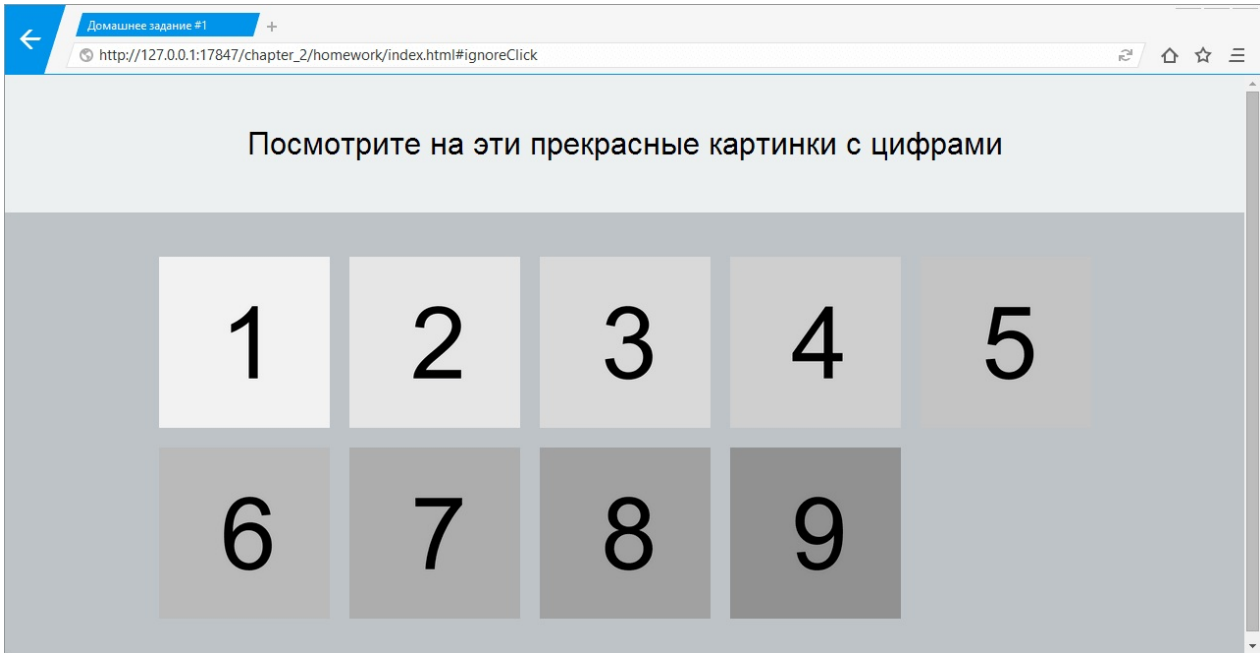 Домашнее задание #1
http://127.0.0.1:17847/chapter_2/homework/index.html#ignoreClick
Посмотрите на эти прекрасные картинки с цифрами
1 2 3 4 5
6 7 8 9